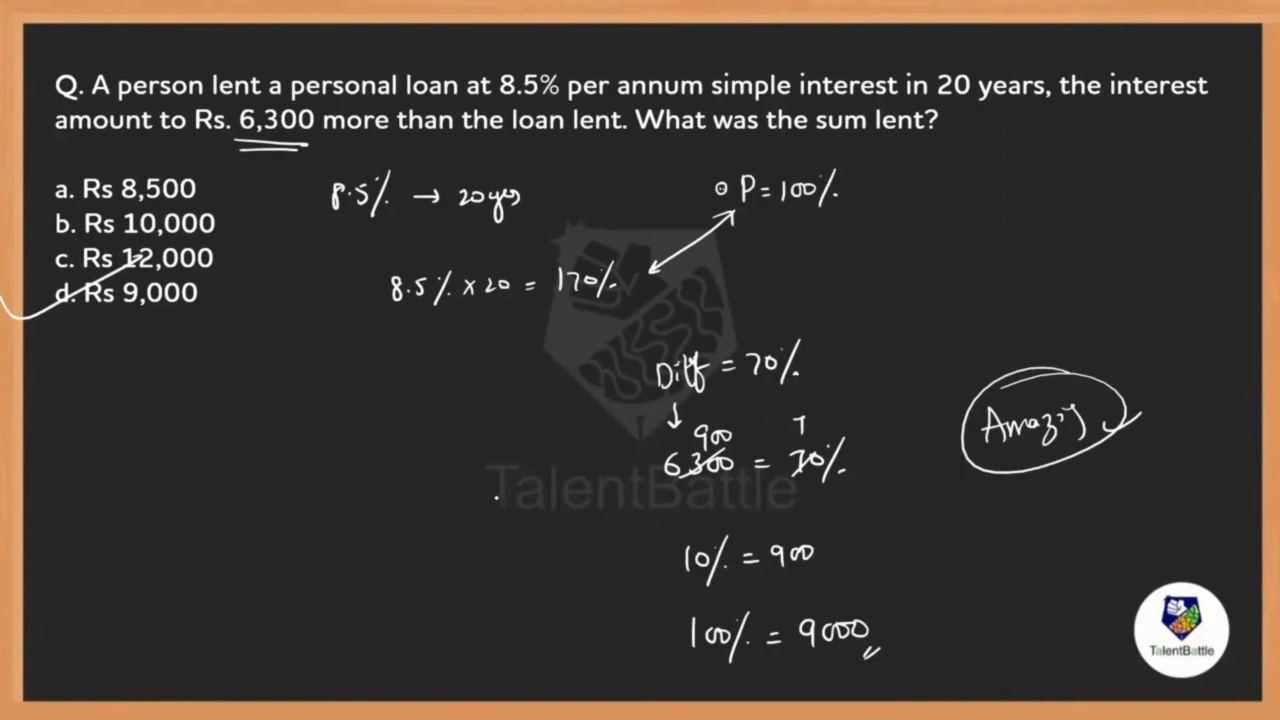 Q. A person lent a personal loan at 8.5% per annum simple interest in 20 years, the interest
amount to Rs. 6,300 more than the loan lent. What was the sum lent?
a. Rs 8,500
b. Rs 10,000
c. Rs 12,000
d. Rs 9,000
8.5% → 20yrs
P = 100%
8.5% × 20 = 170%
Diff = 70%
↓
900 7
6300 = 70%
Amazing
TalentBattle
10% = 900
100% = 9000
TalentBattle